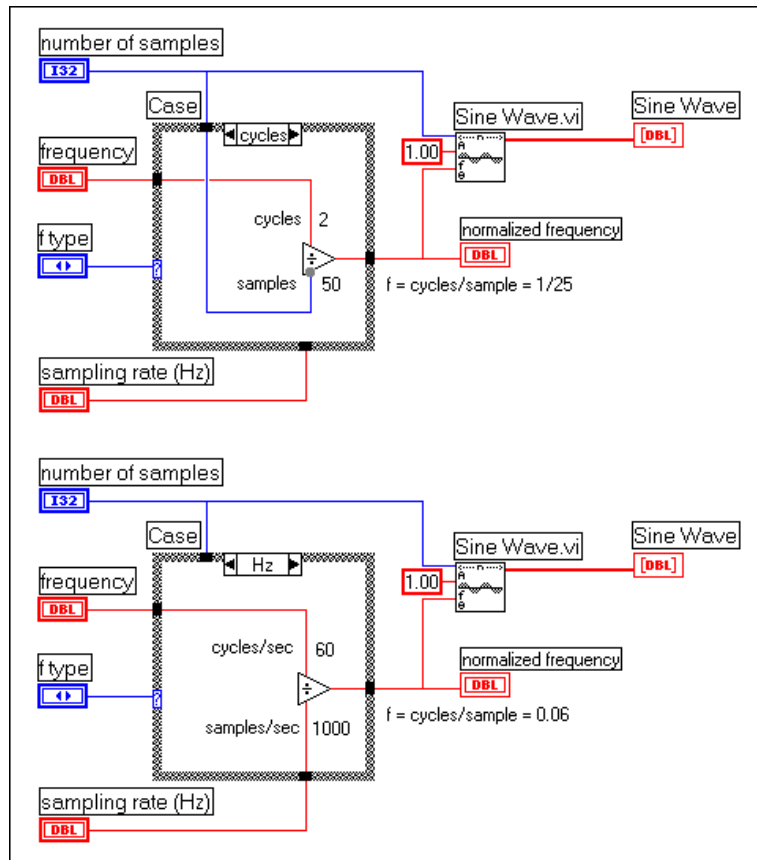 number of samples
I32
Case
cycles
Sine Wave.vi
Sine Wave
frequency
1.00
A
f
θ
[DBL]
DBL
cycles 2
normalized frequency
f type
÷
DBL
?
samples 50
f = cycles/sample = 1/25
sampling rate (Hz)
DBL
number of samples
I32
Case
Hz
Sine Wave.vi
Sine Wave
frequency
1.00
A
f
θ
[DBL]
DBL
cycles/sec 60
normalized frequency
f type
÷
DBL
?
samples/sec 1000
f = cycles/sample = 0.06
sampling rate (Hz)
DBL